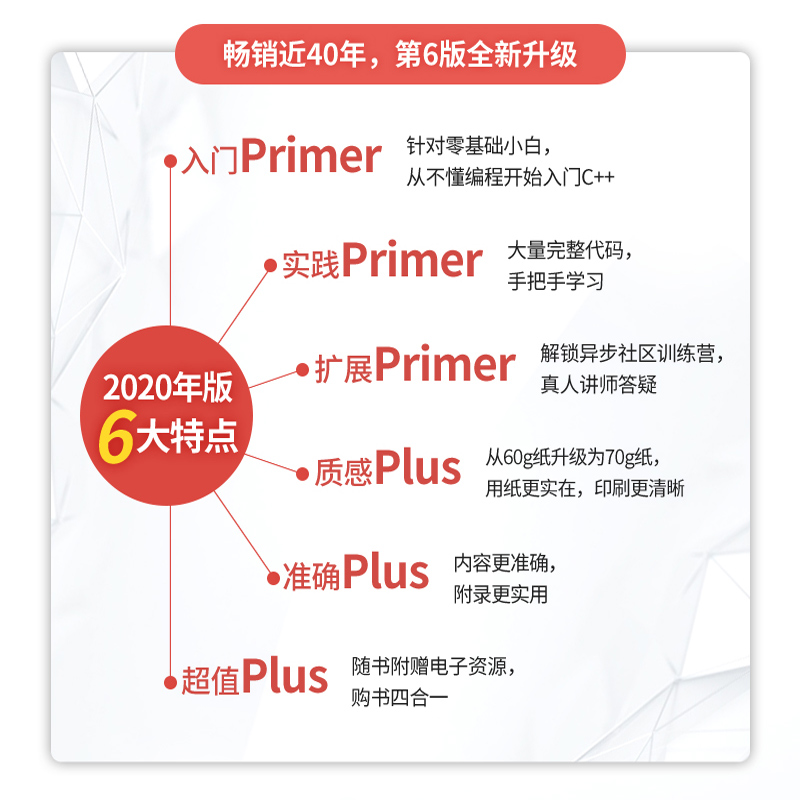 畅销近40年，第6版全新升级
入门Primer
针对零基础小白，
从不懂编程开始入门C++
实践Primer
大量完整代码，
手把手学习
扩展Primer
解锁异步社区训练营，
真人讲师答疑
2020年版
6大特点
质感Plus
从60g纸升级为70g纸，
用纸更实在，印刷更清晰
准确Plus
内容更准确，
附录更实用
超值Plus
随书附赠电子资源，
购书四合一